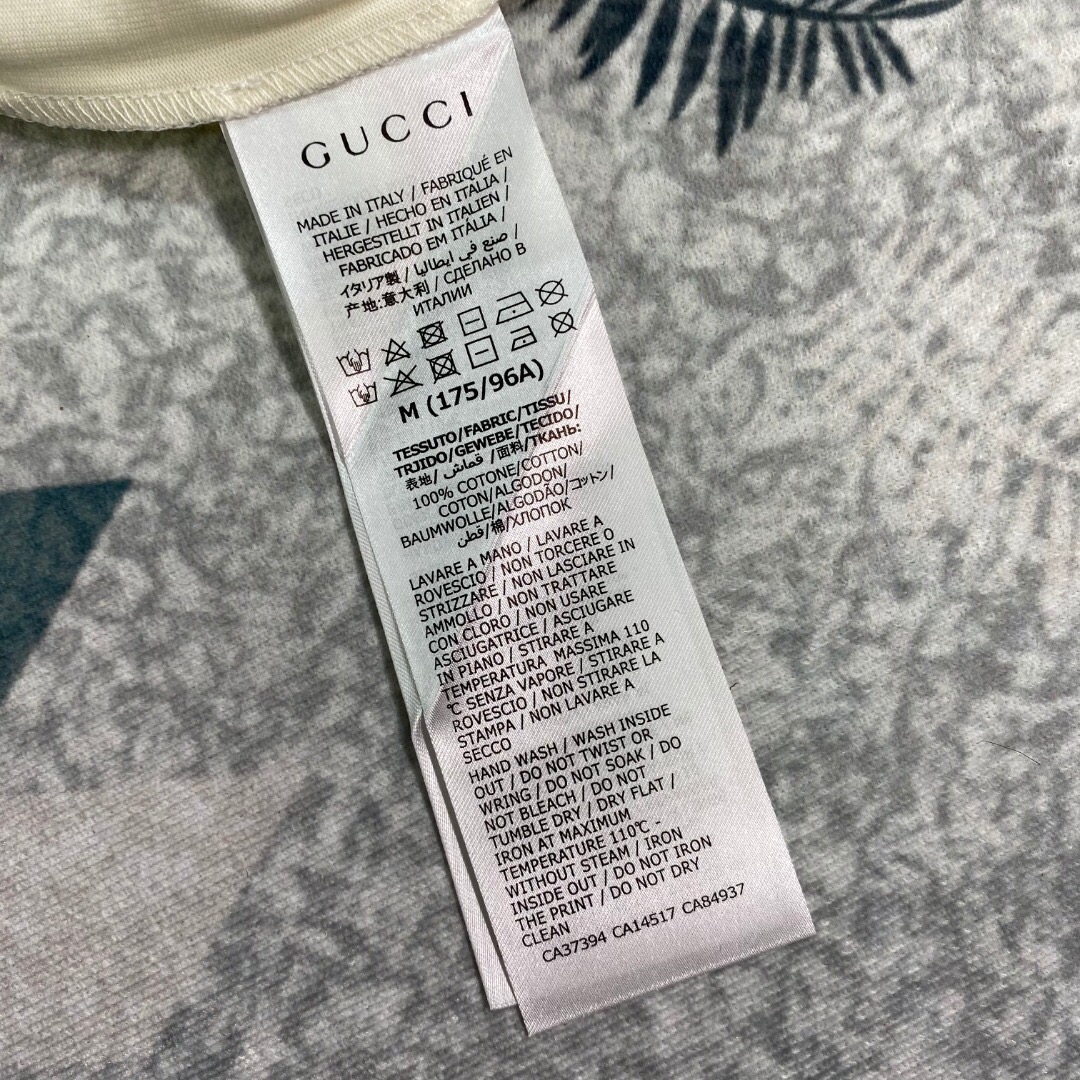 GUCCI
MADE IN ITALY / FABRIQUÉ EN
ITALIE / HECHO EN ITALIA /
HERGESTELLT IN ITALIEN /
FABRICADO EM ITÁLIA /
イタリア製 / صنع في ايطاليا /
产地:意大利 / СДЕЛАНО В
ИТАЛИИ
M (175/96A)
TESSUTO/FABRIC/TISSU/
TRJIDO/GEWEBE/TECIDO/
表地/ قماش /面料/ТКАНЬ:
100% COTONE/COTTON/
COTON/ALGODON/
BAUMWOLLE/ALGODÃO/コットン/
قطن/棉/ХЛОПОК
LAVARE A MANO / LAVARE A
ROVESCIO / NON TORCERE O
STRIZZARE / NON LASCIARE IN
AMMOLLO / NON TRATTARE
CON CLORO / NON USARE
ASCIUGATRICE / ASCIUGARE
IN PIANO / STIRARE A
TEMPERATURA MASSIMA 110
℃ SENZA VAPORE / STIRARE A
ROVESCIO / NON STIRARE LA
STAMPA / NON LAVARE A
SECCO
HAND WASH / WASH INSIDE
OUT / DO NOT TWIST OR
WRING / DO NOT SOAK / DO
NOT BLEACH / DO NOT
TUMBLE DRY / DRY FLAT /
IRON AT MAXIMUM
TEMPERATURE 110℃ -
WITHOUT STEAM / IRON
INSIDE OUT / DO NOT IRON
THE PRINT / DO NOT DRY
CLEAN
CA37394 CA14517 CA84937